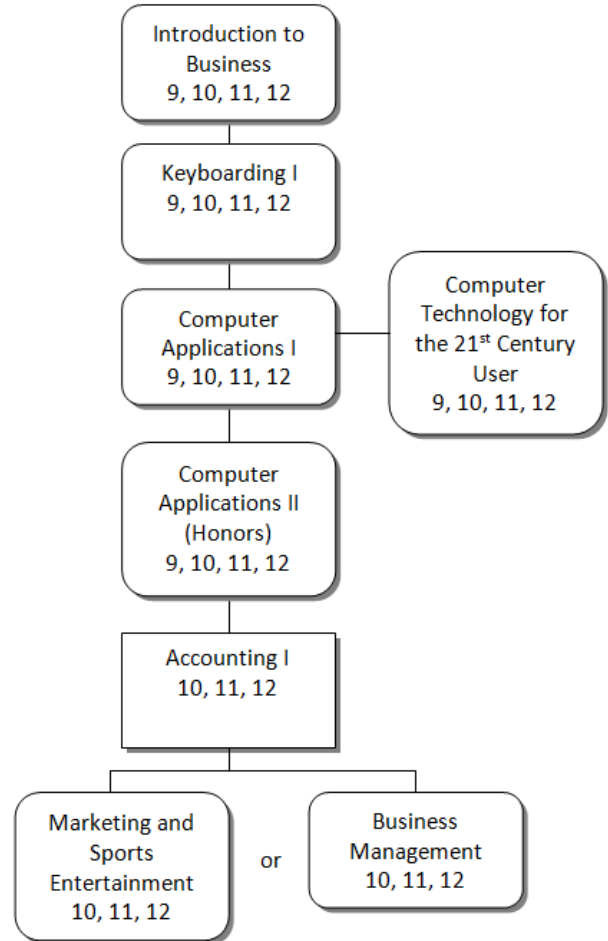 Introduction to
Business
9, 10, 11, 12
Keyboarding I
9, 10, 11, 12
Computer
Applications I
9, 10, 11, 12
Computer
Technology for
the 21st Century
User
9, 10, 11, 12
Computer
Applications II
(Honors)
9, 10, 11, 12
Accounting I
10, 11, 12
Marketing and
Sports
Entertainment
10, 11, 12
or
Business
Management
10, 11, 12